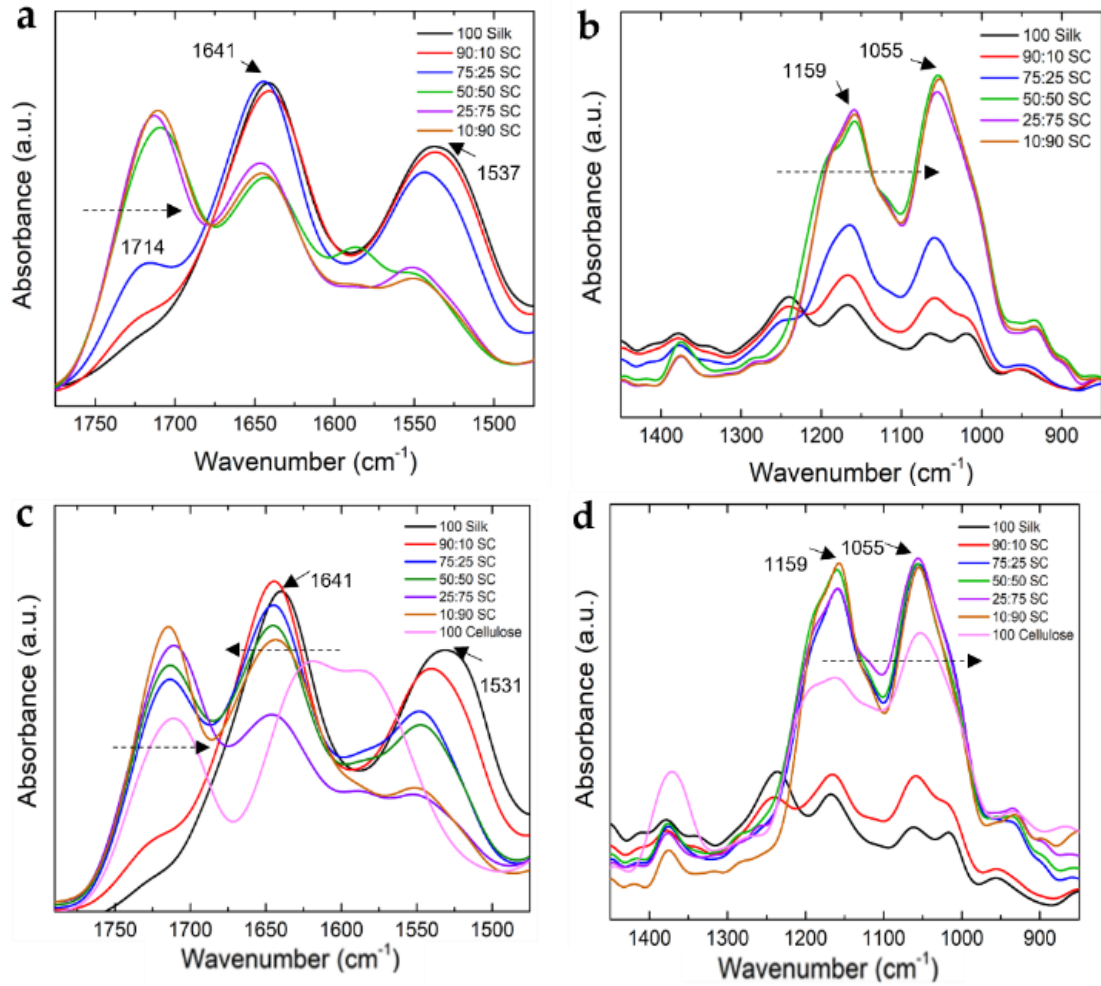 a
1641
1537
1714
100 Silk
90:10 SC
75:25 SC
50:50 SC
25:75 SC
10:90 SC
Absorbance (a.u.)
1750 1700 1650 1600 1550 1500
Wavenumber (cm⁻¹)
b
1159
1055
100 Silk
90:10 SC
75:25 SC
50:50 SC
25:75 SC
10:90 SC
Absorbance (a.u.)
1400 1300 1200 1100 1000 900
Wavenumber (cm⁻¹)
c
1641
1531
100 Silk
90:10 SC
75:25 SC
50:50 SC
25:75 SC
10:90 SC
100 Cellulose
Absorbance (a.u.)
1750 1700 1650 1600 1550 1500
Wavenumber (cm⁻¹)
d
1159
1055
100 Silk
90:10 SC
75:25 SC
50:50 SC
25:75 SC
10:90 SC
100 Cellulose
Absorbance (a.u.)
1400 1300 1200 1100 1000 900
Wavenumber (cm⁻¹)